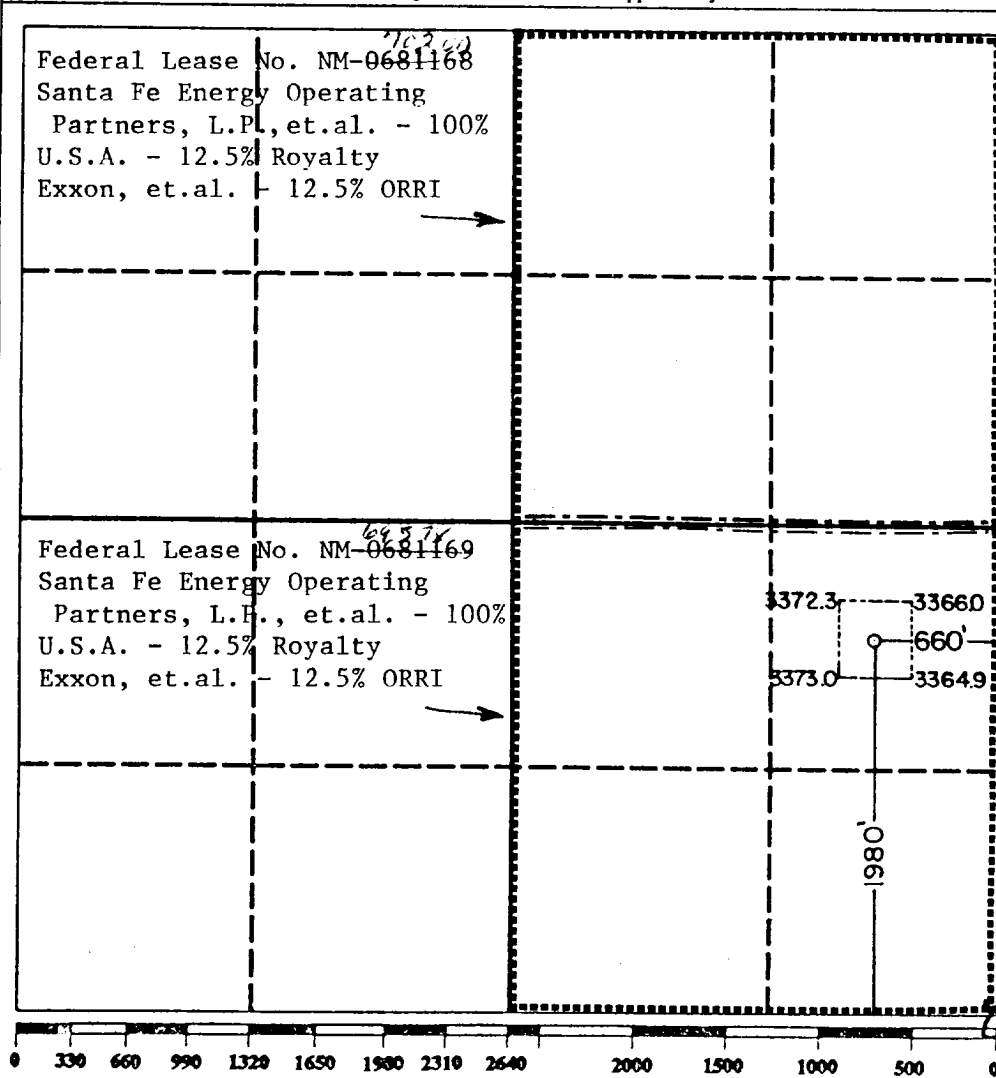 Federal Lease No. NM-0681168
Santa Fe Energy Operating
Partners, L.P., et.al. - 100%
U.S.A. - 12.5% Royalty
Exxon, et.al. - 12.5% ORRI
Federal Lease No. NM-0681169
Santa Fe Energy Operating
Partners, L.P., et.al. - 100%
U.S.A. - 12.5% Royalty
Exxon, et.al. - 12.5% ORRI
3372.3 3366.0
660'
3373.0 3364.9
1980'
0 330 660 990 1320 1650 1980 2310 2640 2000 1500 1000 500 0